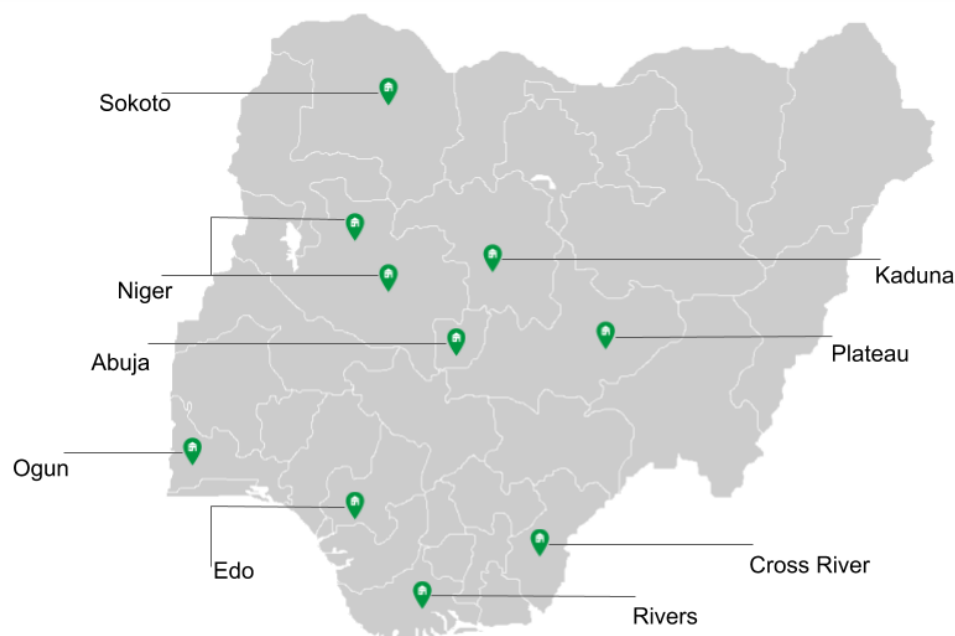 Sokoto
Niger
Kaduna
Abuja
Plateau
Ogun
Edo
Cross River
Rivers